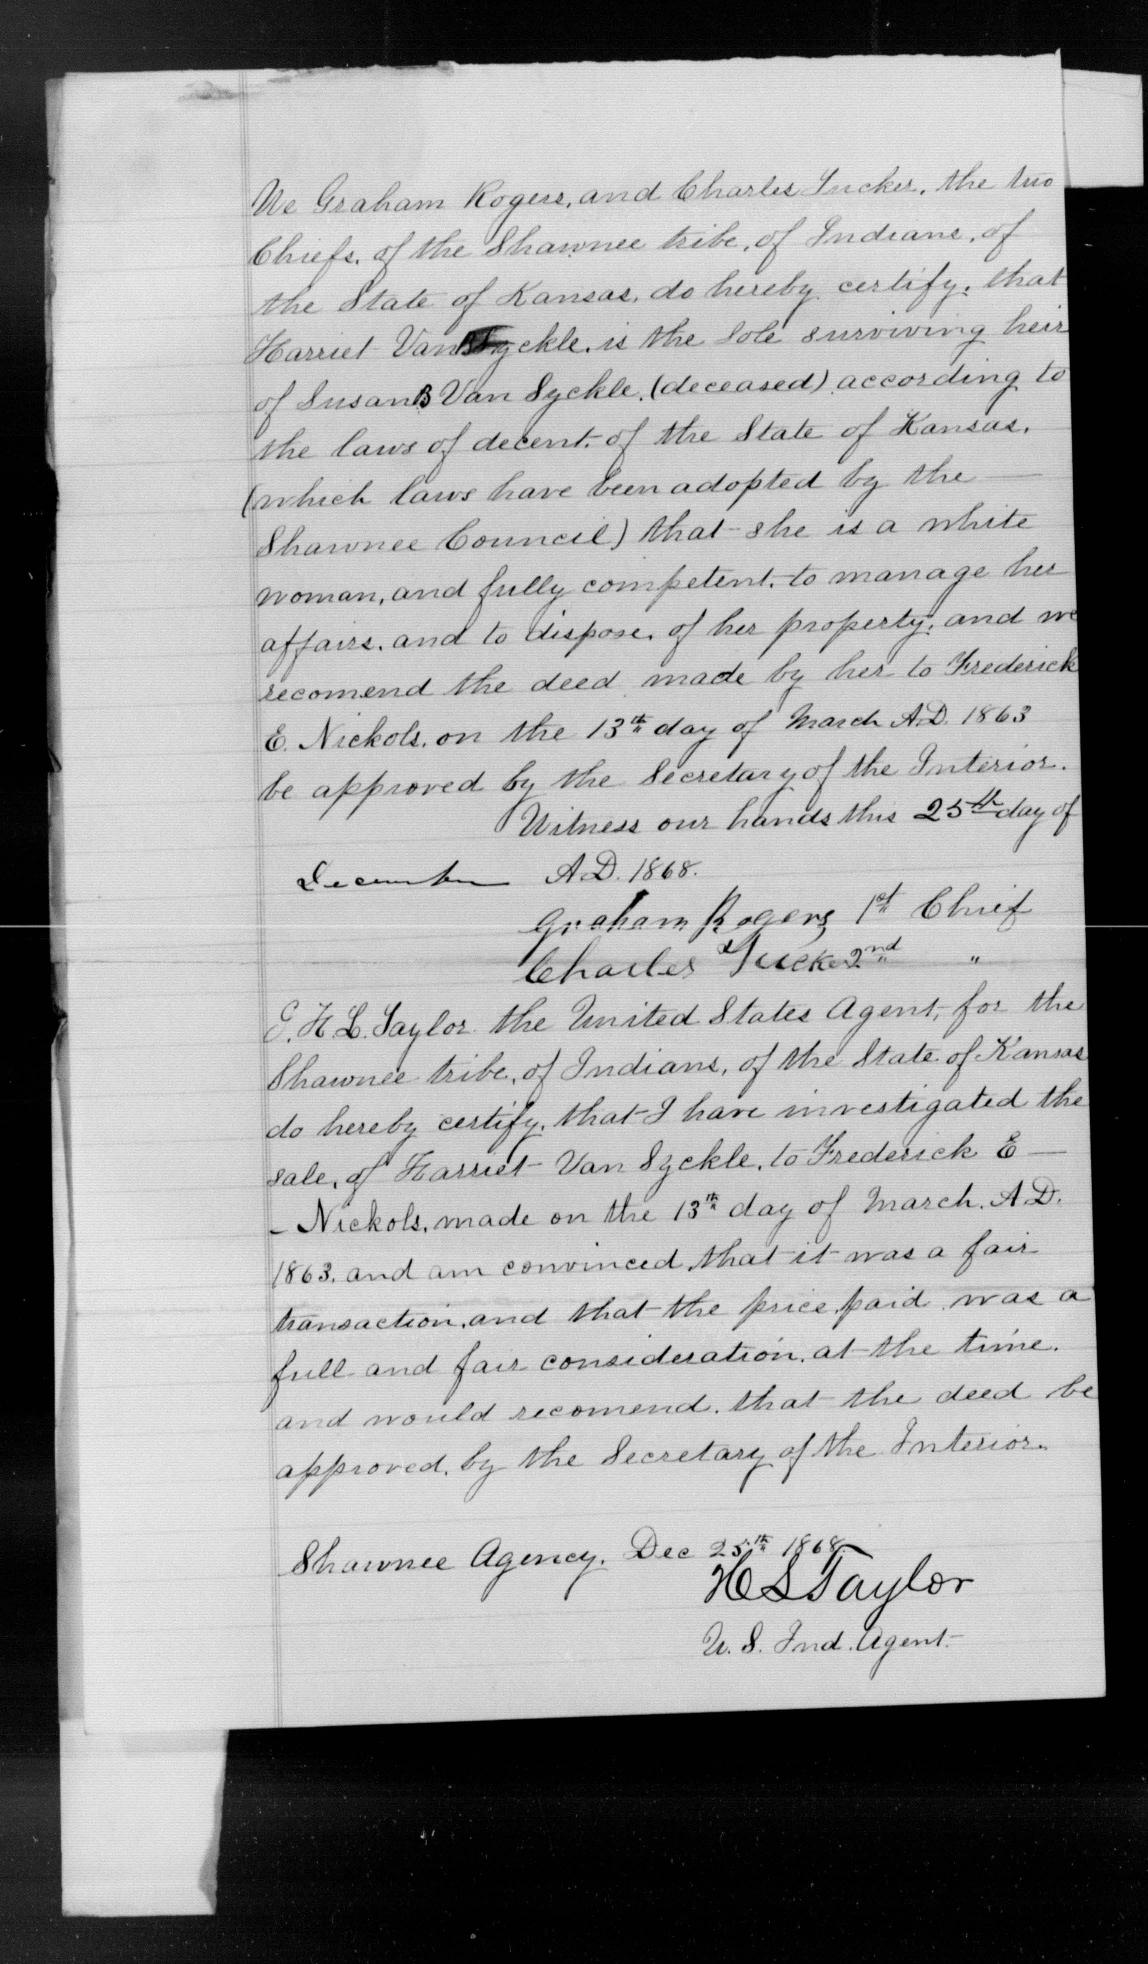 We Graham Rogers, and Charles Tucker, the two
Chiefs, of the Shawnee tribe, of Indians, of
the State of Kansas, do hereby certify, that
Harriet Van Syckle, is the sole surviving heir
of Susan B Van Syckle, (deceased) according to
the laws of decent, of the State of Kansas,
(which laws have been adopted by the —
Shawnee Council) that she is a white
woman, and fully competent, to manage her
affairs, and to dispose, of her property, and we
recomend the deed made by her to Frederick
E. Nickols, on the 13th day of March A.D. 1863
be approved by the Secretary of the Interior.
Witness our hands this 25th day of
December A.D. 1868.
Graham Rogers 1st Chief
Charles Tucker 2nd "
I, H. L. Taylor the United States Agent, for the
Shawnee tribe, of Indians, of the State of Kansas
do hereby certify, that I have investigated the
sale, of Harriet Van Syckle, to Frederick E —
– Nickols, made on the 13th day of March, A.D.
1863, and am convinced, that it was a fair
transaction, and that the price paid was a
full and fair consideration, at the time,
and would recomend, that the deed be
approved, by the Secretary of the Interior.
Shawnee Agency, Dec 25th 1868.
H L Taylor
U. S. Ind. Agent.